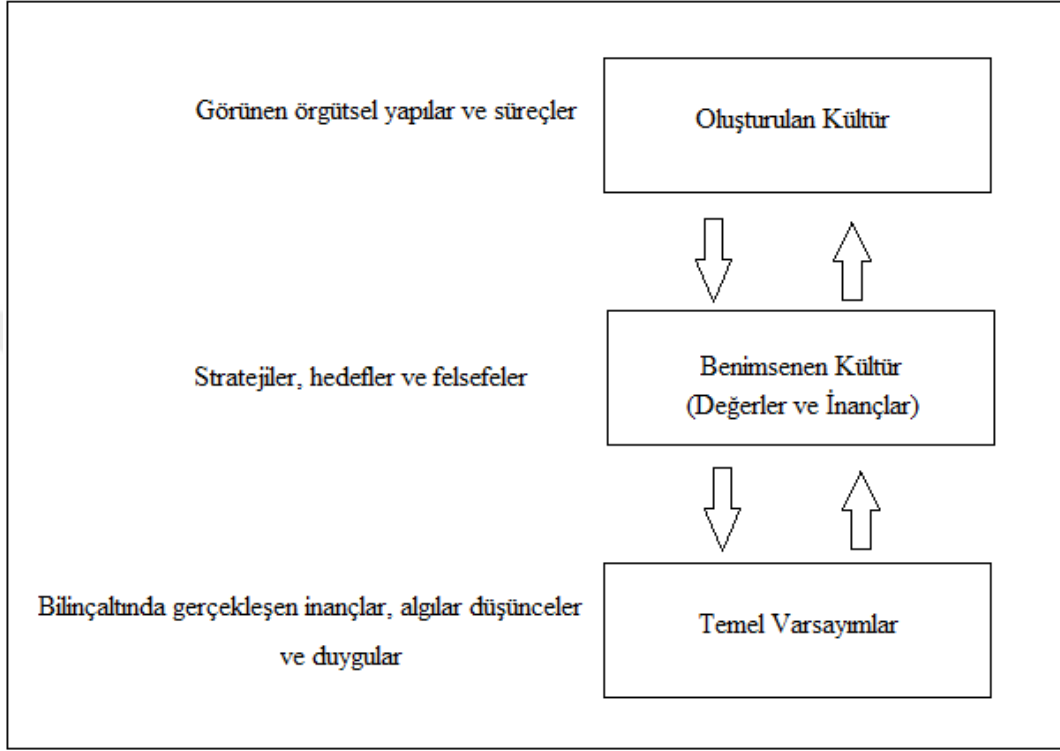 Görünen örgütsel yapılar ve süreçler
Oluşturulan Kültür
Stratejiler, hedefler ve felsefeler
Benimsenen Kültür
(Değerler ve İnançlar)
Bilinçaltında gerçekleşen inançlar, algılar düşünceler
ve duygular
Temel Varsayımlar